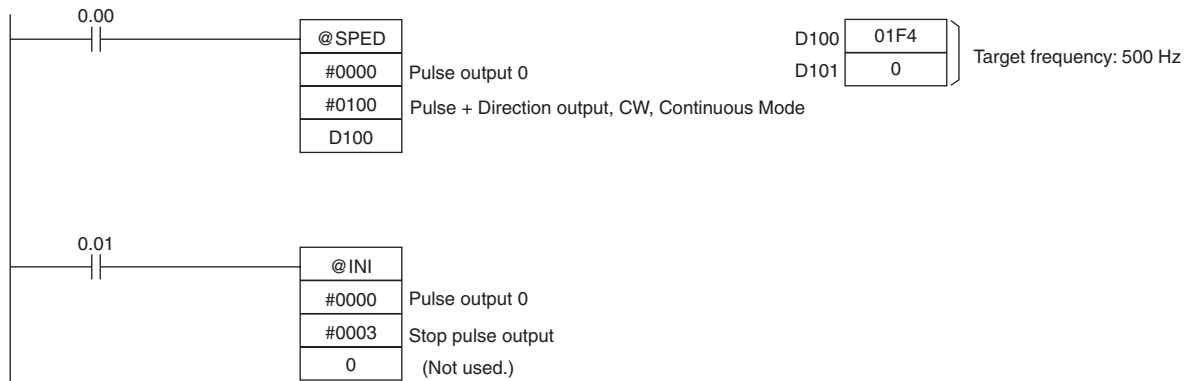 0.00
@SPED
#0000 Pulse output 0
#0100 Pulse + Direction output, CW, Continuous Mode
D100
D100 01F4
D101 0
Target frequency: 500 Hz
0.01
@INI
#0000 Pulse output 0
#0003 Stop pulse output
0 (Not used.)